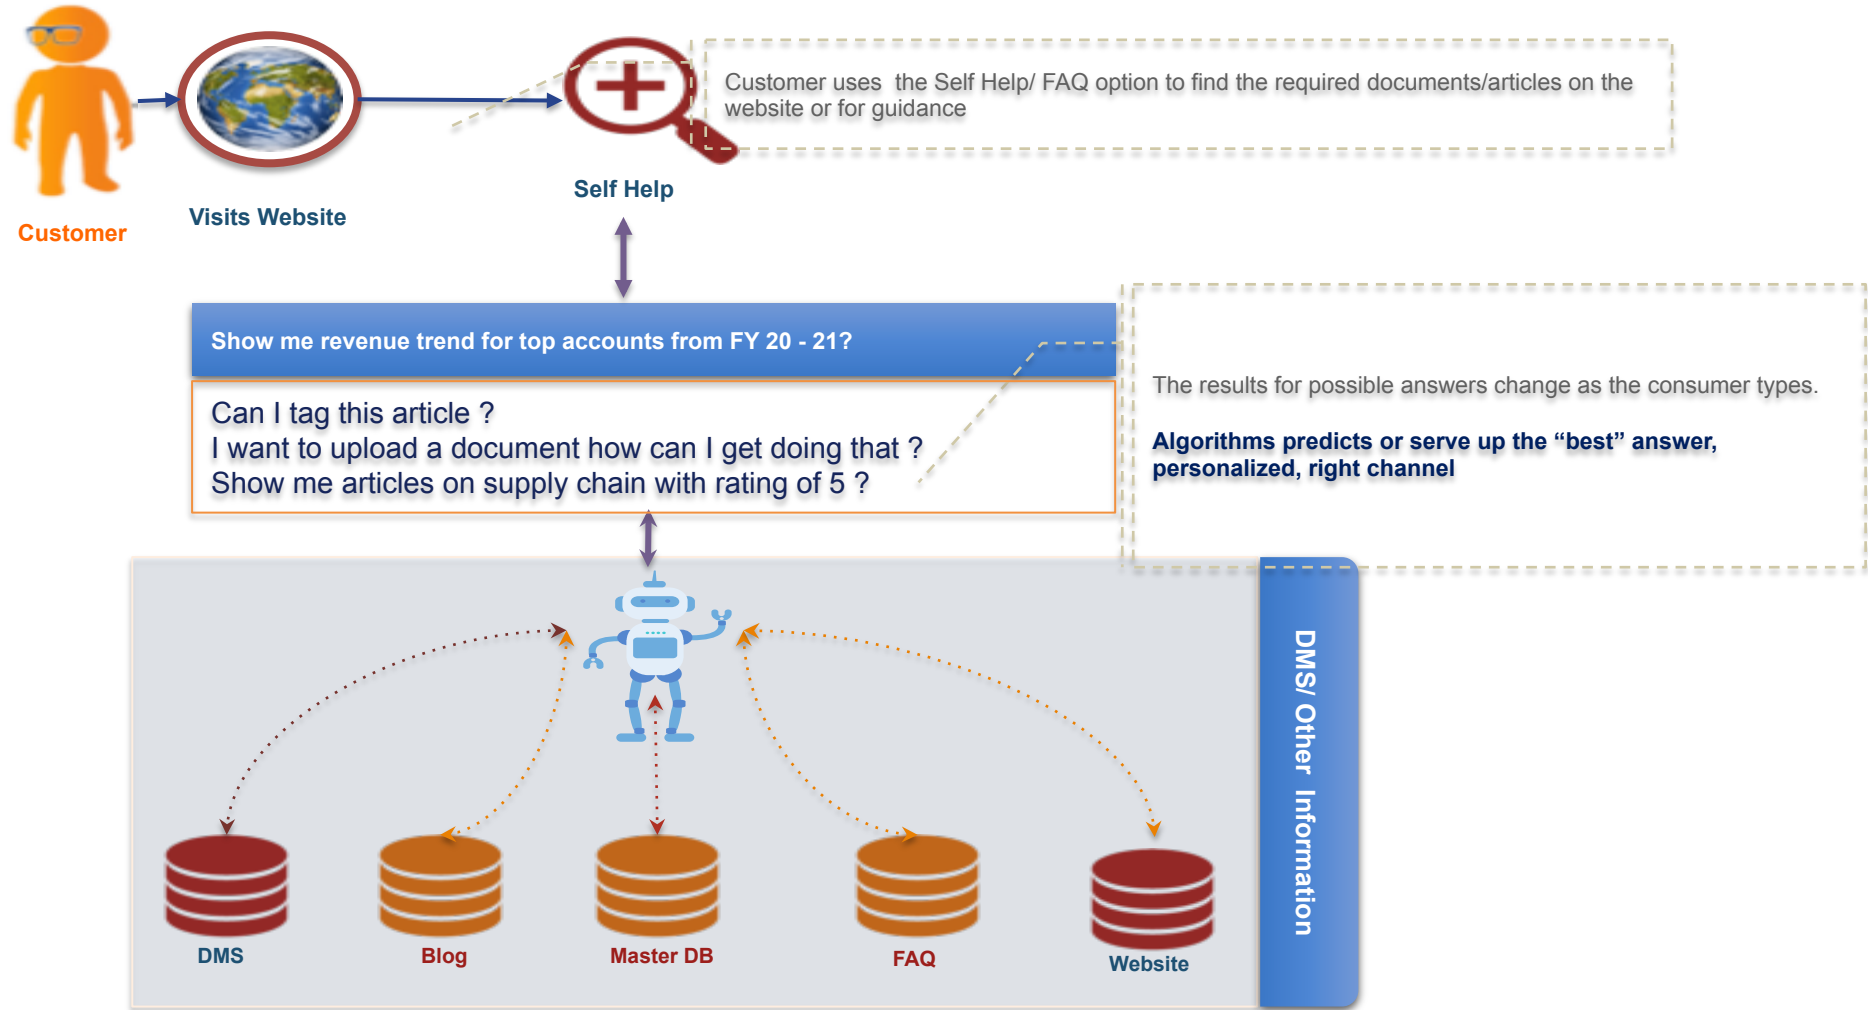 Customer uses  the Self Help/ FAQ option to find the required documents/articles on the
website or for guidance
Self Help
Visits Website
Customer
Show me revenue trend for top accounts from FY 20 - 21?
Can I tag this article ?
I want to upload a document how can I get doing that ?
Show me articles on supply chain with rating of 5 ?
The results for possible answers change as the consumer types.
Algorithms predicts or serve up the “best” answer,
personalized, right channel
DMS/ Other  Information
DMS
Blog
Master DB
FAQ
Website